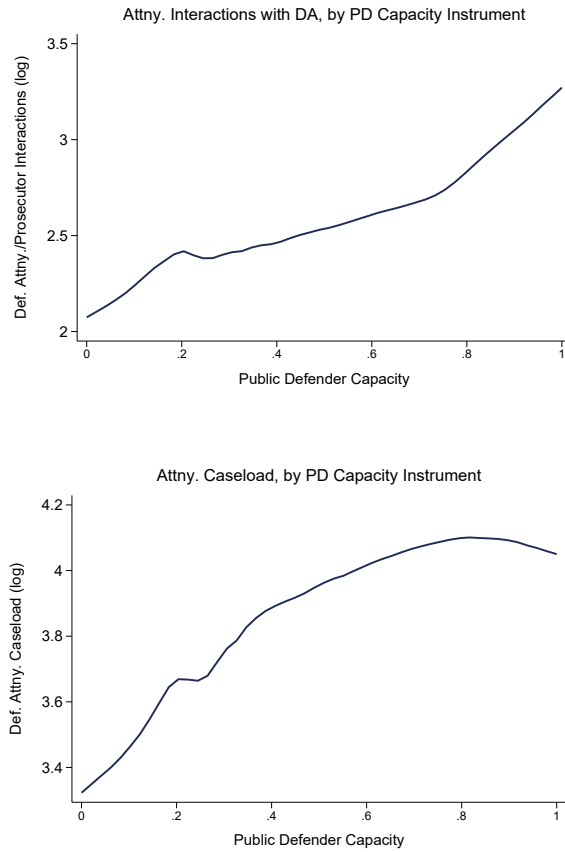 Attny. Interactions with DA, by PD Capacity Instrument
Def. Attny./Prosecutor Interactions (log)
3.5
3
2.5
2
0 .2 .4 .6 .8 1
Public Defender Capacity
Attny. Caseload, by PD Capacity Instrument
Def. Attny. Caseload (log)
4.2
4
3.8
3.6
3.4
0 .2 .4 .6 .8 1
Public Defender Capacity